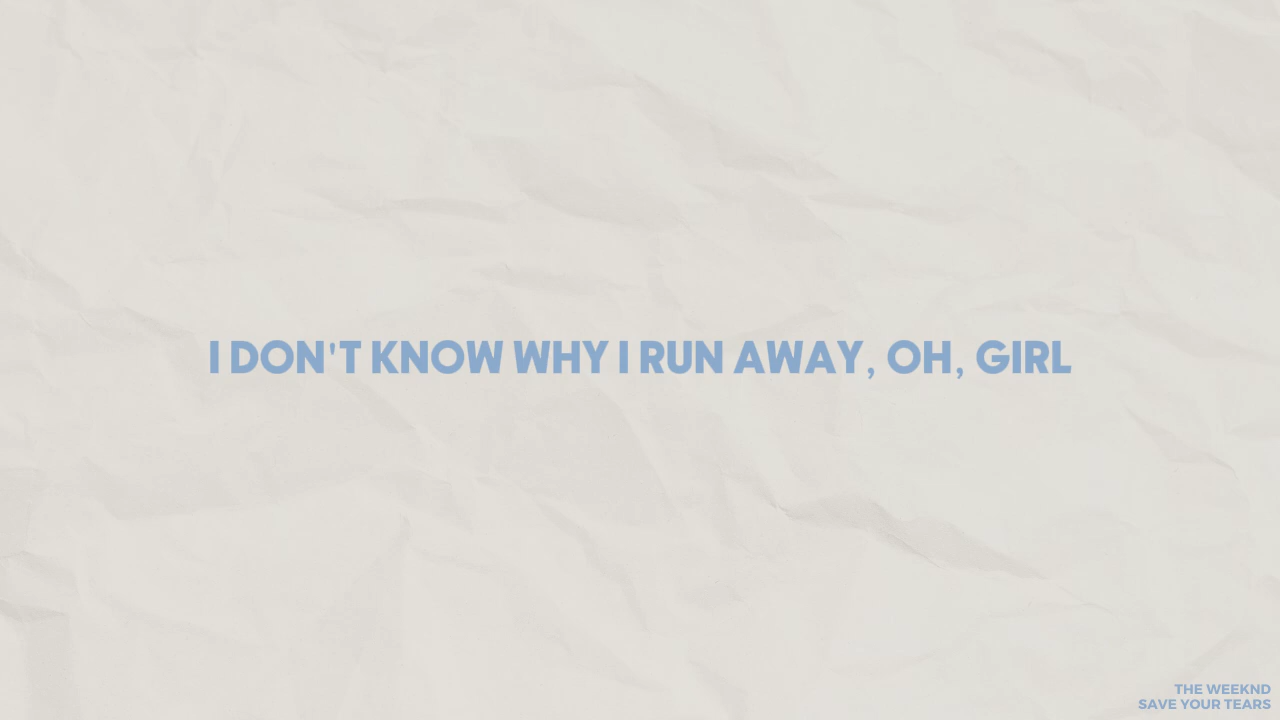 I DON'T KNOW WHY I RUN AWAY, OH, GIRL
THE WEEKND
SAVE YOUR TEARS